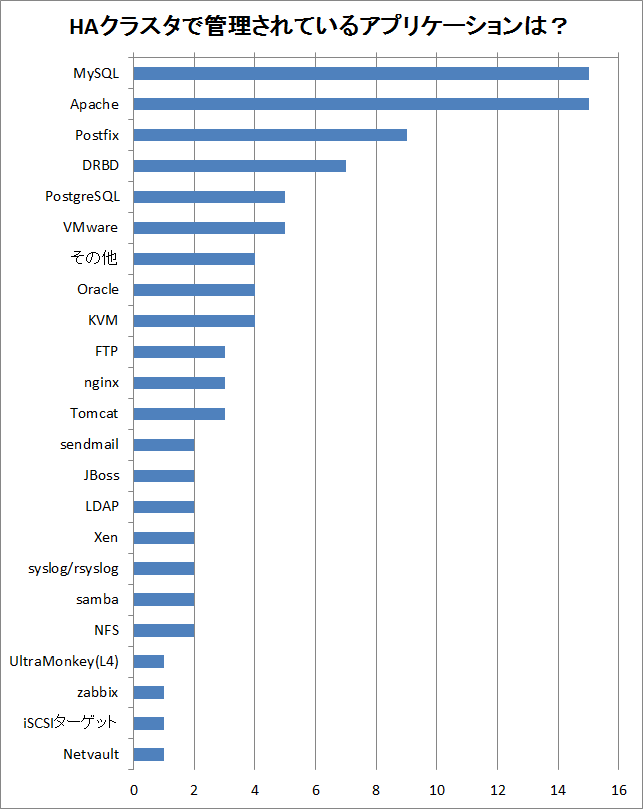 HAクラスタで管理されているアプリケーションは？
MySQL
Apache
Postfix
DRBD
PostgreSQL
VMware
その他
Oracle
KVM
FTP
nginx
Tomcat
sendmail
JBoss
LDAP
Xen
syslog/rsyslog
samba
NFS
UltraMonkey(L4)
zabbix
iSCSIターゲット
Netvault
0 2 4 6 8 10 12 14 16